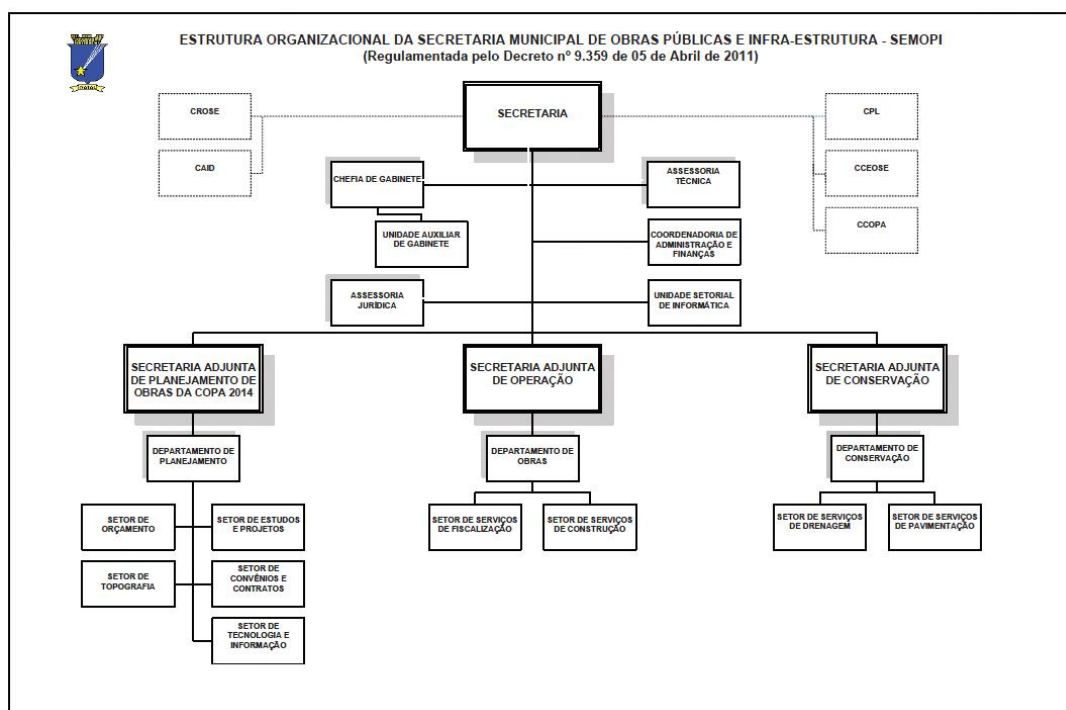 ESTRUTURA ORGANIZACIONAL DA SECRETARIA MUNICIPAL DE OBRAS PÚBLICAS E INFRA-ESTRUTURA - SEMOPI
(Regulamentada pelo Decreto nº 9.359 de 05 de Abril de 2011)
CROSE
SECRETARIA
CPL
CAID
CCEOSE
CHEFIA DE GABINETE
ASSESSORIA
TÉCNICA
CCOPA
UNIDADE AUXILIAR
DE GABINETE
COORDENADORIA DE
ADMINISTRAÇÃO E
FINANÇAS
ASSESSORIA
JURÍDICA
UNIDADE SETORIAL
DE INFORMÁTICA
SECRETARIA ADJUNTA
DE PLANEJAMENTO DE
OBRAS DA COPA 2014
SECRETARIA ADJUNTA
DE OPERAÇÃO
SECRETARIA ADJUNTA
DE CONSERVAÇÃO
DEPARTAMENTO DE
PLANEJAMENTO
DEPARTAMENTO DE
OBRAS
DEPARTAMENTO DE
CONSERVAÇÃO
SETOR DE
ORÇAMENTO
SETOR DE ESTUDOS
E PROJETOS
SETOR DE SERVIÇOS
DE FISCALIZAÇÃO
SETOR DE SERVIÇOS
DE CONSTRUÇÃO
SETOR DE SERVIÇOS
DE DRENAGEM
SETOR DE SERVIÇOS
DE PAVIMENTAÇÃO
SETOR DE
TOPOGRAFIA
SETOR DE
CONVÊNIOS E
CONTRATOS
SETOR DE
TECNOLOGIA E
INFORMAÇÃO